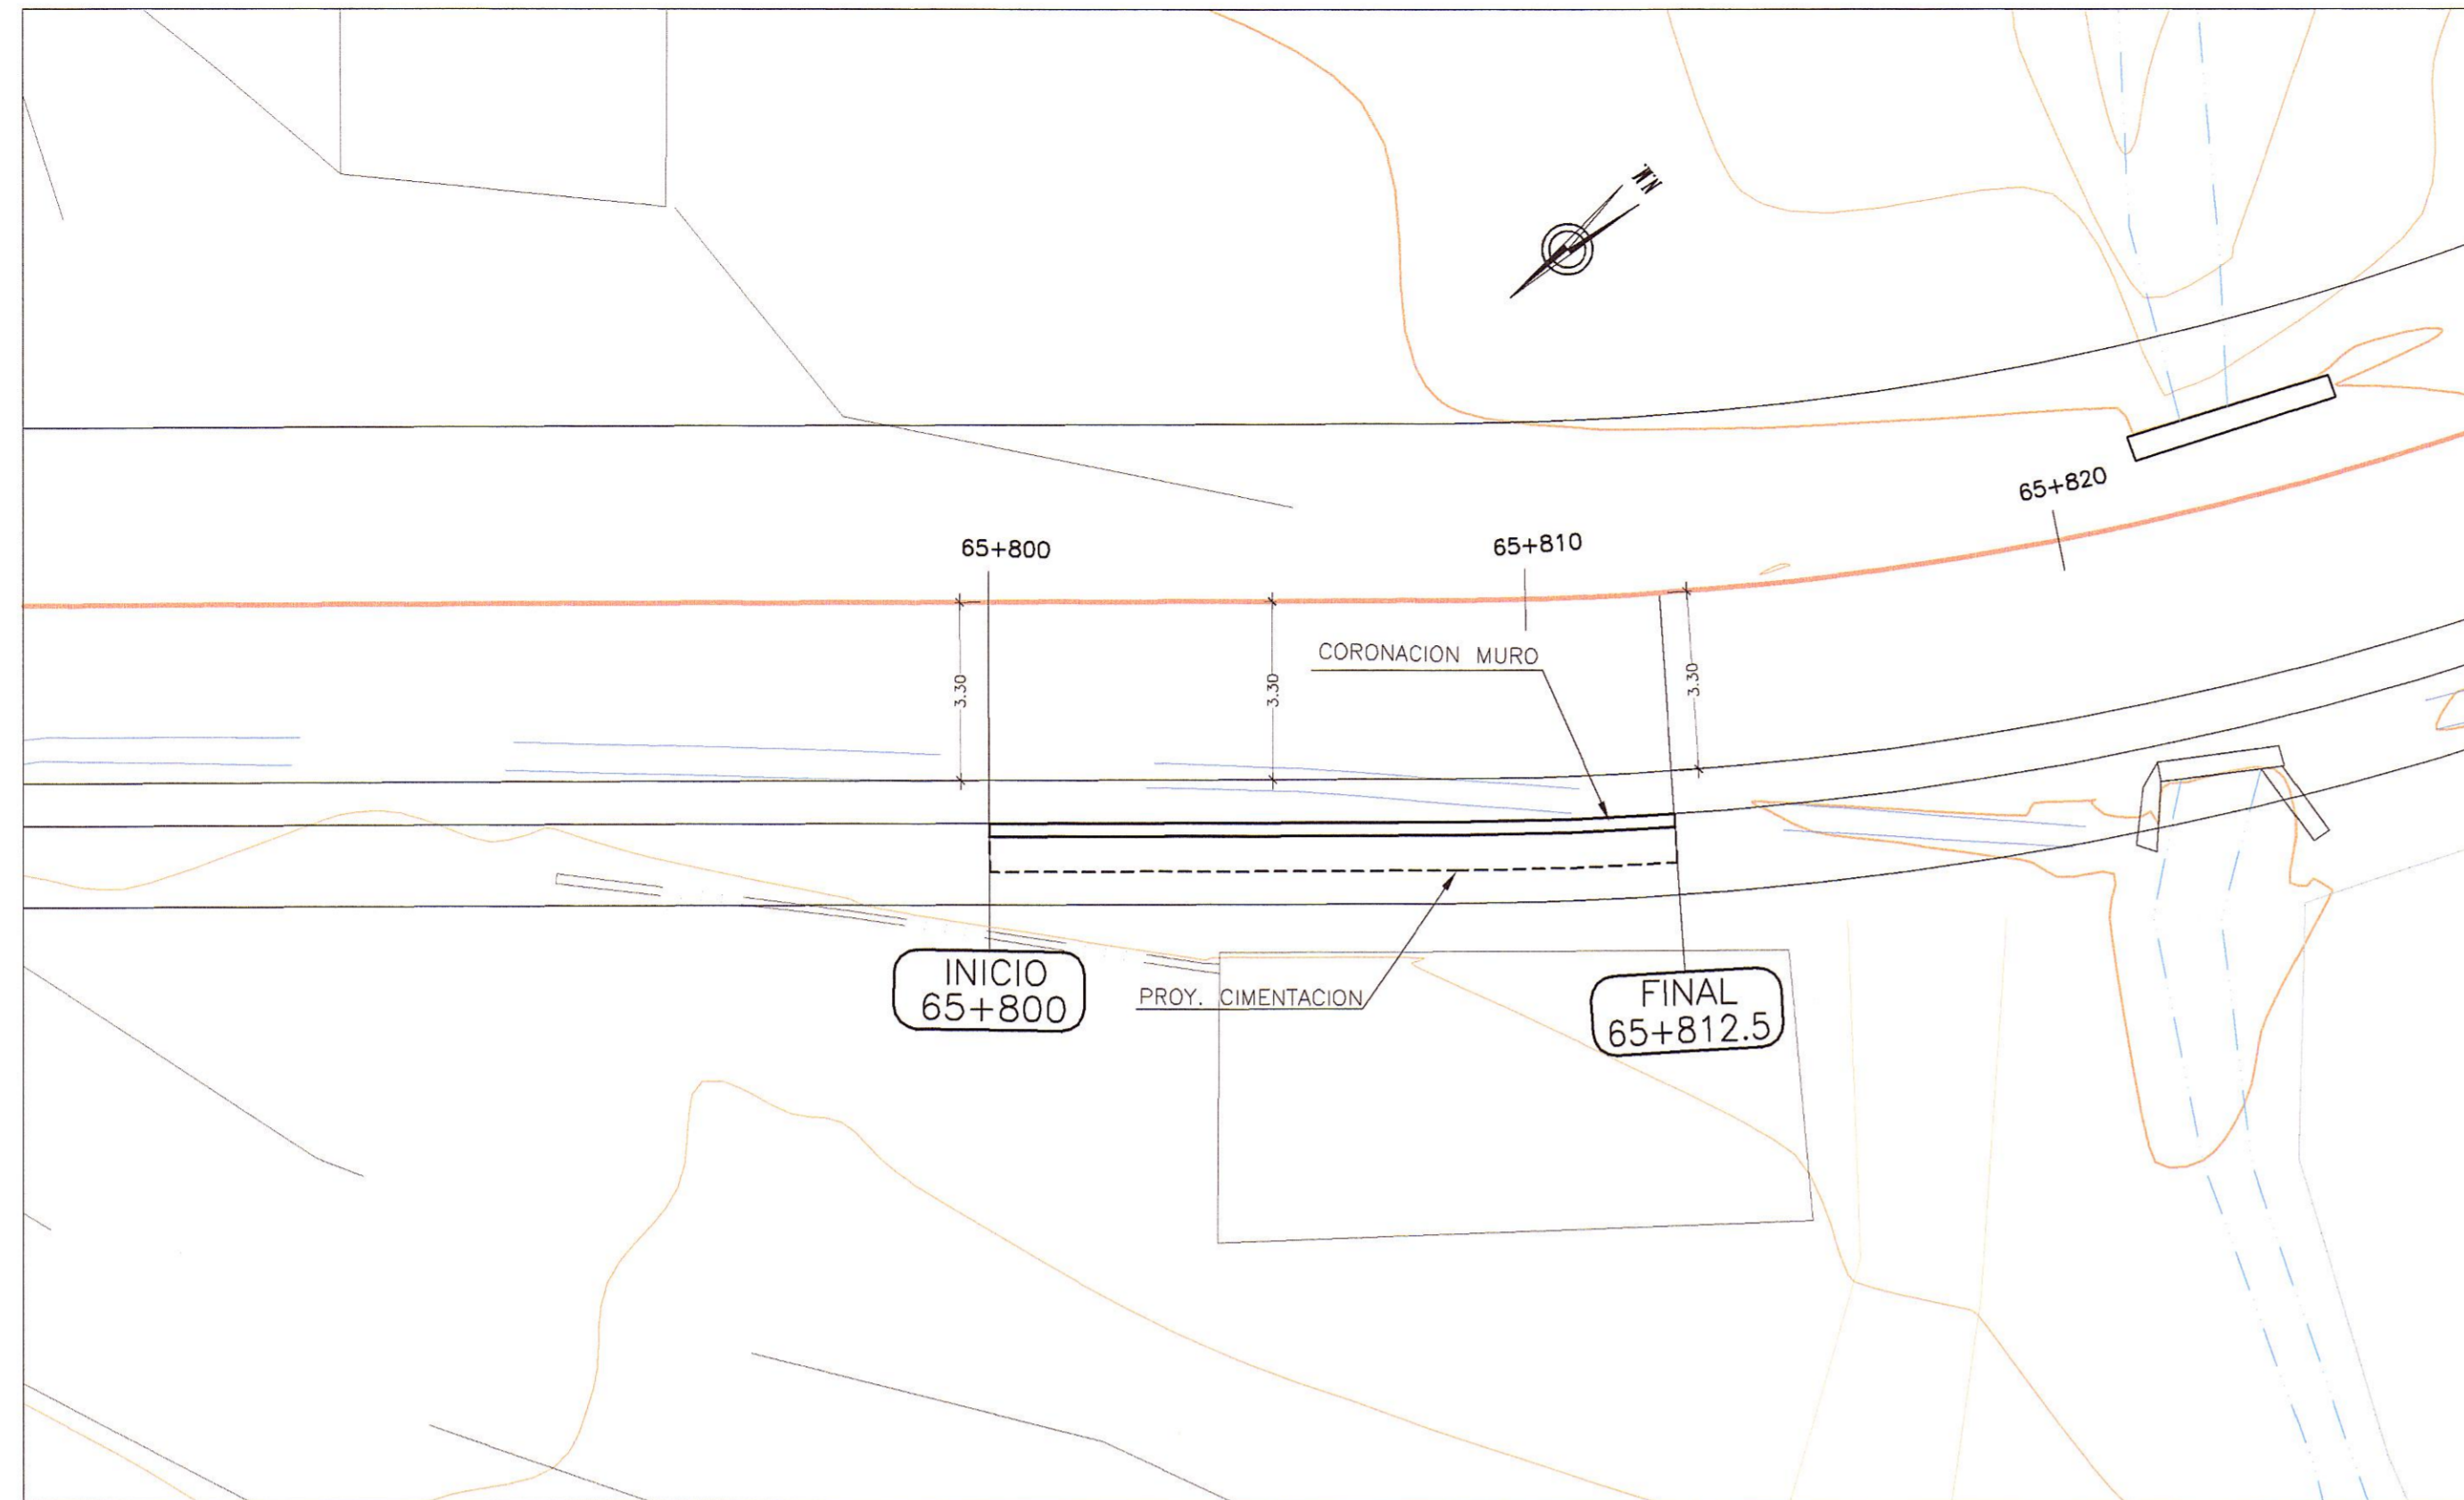 N.M.
65+820
65+800
65+810
CORONACION MURO
3.30
3.30
3.30
INICIO
65+800
PROY. CIMENTACION
FINAL
65+812.5